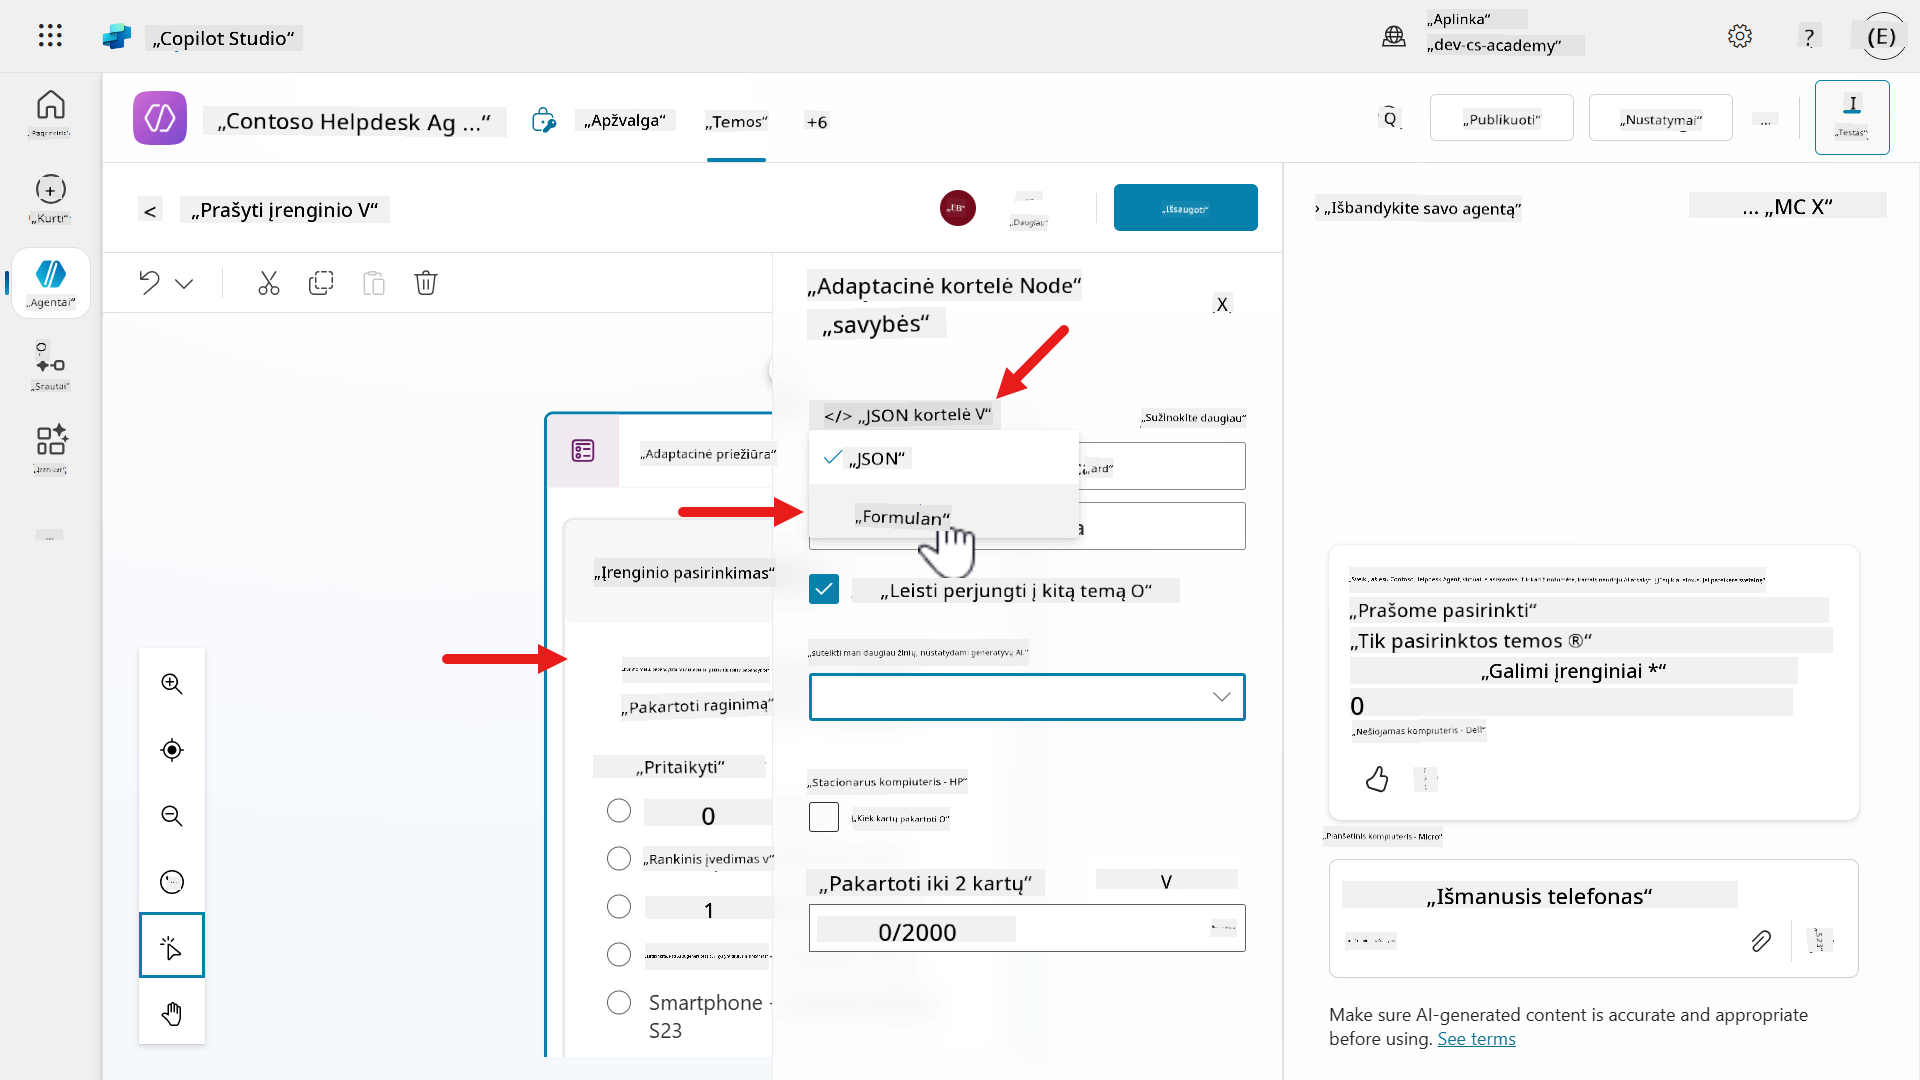 „Copilot Studio“
„Aplinka“
„dev-cs-academy“
?
(E)
„Contoso Helpdesk Ag ...“
„Apžvalga“
„Temos“
+6
Q
„Publikuoti“
„Nustatymai“
...
I
„Testas“
„Kurti“
„Agentai“
„Srautai“
<
„Prašyti įrenginio V“
„EB“
„Daugiau“
„Išsaugoti“
› „Išbandykite savo agentą“
... „MC X“
„Adaptacinė kortelė Node“
„savybės“
X
</> „JSON kortelė V“
„Sužinokite daugiau“
„JSON“
„Formulan“
„Leisti perjungti į kitą temą O“
„suteikti man daugiau žinių, nustatydami generatyvų AI.“
„Stacionarus kompiuteris - HP“
„Kiek kartų pakartoti O“
„Pakartoti iki 2 kartų“
V
0/2000
„Adaptacinė priežiūra“
„Įrenginio pasirinkimas“
„Pakartoti raginimą“
„Pritaikyti“
0
„Rankinis įvedimas v“
1
Smartphone -
S23
„Prašome pasirinkti“
„Tik pasirinktos temos ®“
„Galimi įrenginiai *“
0
„Nešiojamas kompiuteris - Dell“
„Planšetinis kompiuteris - Micro“
„Išmanusis telefonas“
„S23“
Make sure AI-generated content is accurate and appropriate
before using. See terms